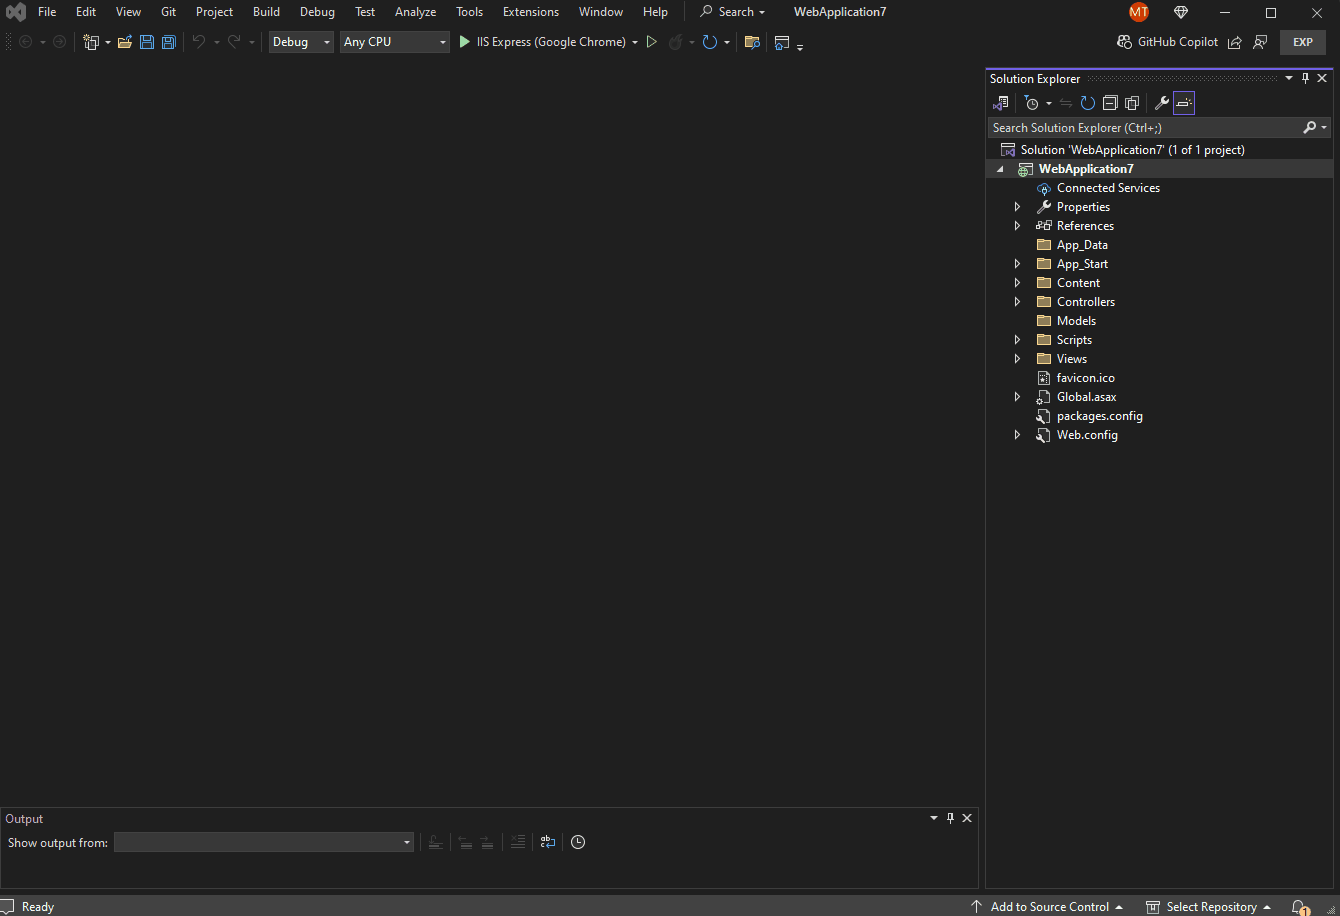 File Edit View Git Project Build Debug Test Analyze Tools Extensions Window Help Search WebApplication7 MT
Debug Any CPU IIS Express (Google Chrome) GitHub Copilot EXP
Solution Explorer
Search Solution Explorer (Ctrl+;)
Solution 'WebApplication7' (1 of 1 project)
WebApplication7
Connected Services
Properties
References
App_Data
App_Start
Content
Controllers
Models
Scripts
Views
favicon.ico
Global.asax
packages.config
Web.config
Output
Show output from:
Ready Add to Source Control Select Repository 1